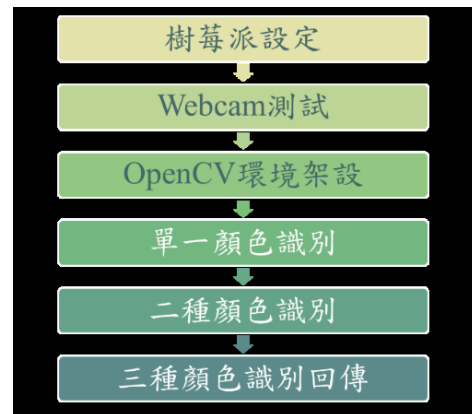 樹莓派設定
Webcam測試
OpenCV環境架設
單一顏色識別
二種顏色識別
三種顏色識別回傳